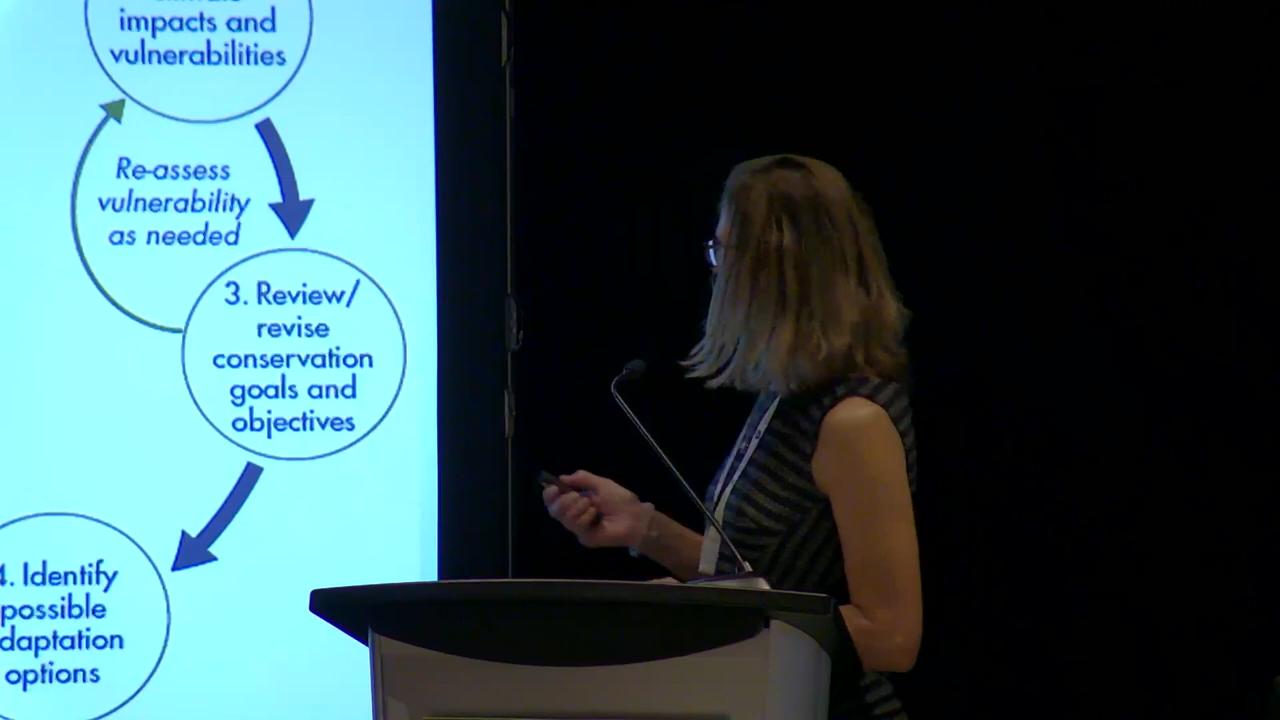 impacts and
vulnerabilities
Re-assess
vulnerability
as needed
3. Review/
revise
conservation
goals and
objectives
4. Identify
possible
daptation
options